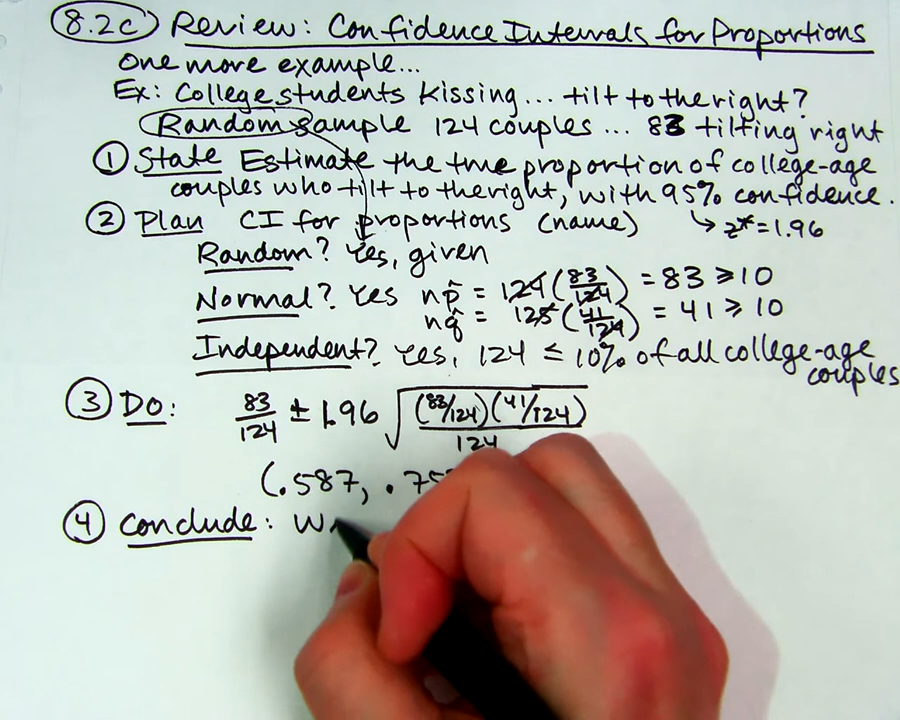 8.2c Review: Confidence Intervals for Proportions
One more example...
Ex: College students kissing... tilt to the right?
Random sample 124 couples... 83 tilting right
① State Estimate the true proportion of college-age
couples who tilt to the right, with 95% confidence.
② Plan CI for proportions (name) ↳ z*=1.96
Random? Yes, given
Normal? Yes np̂ = 124(83/124) = 83 ≥ 10
nq̂ = 125(41/124) = 41 ≥ 10
Independent? Yes, 124 ≤ 10% of all college-age
couples
③ Do: 83/124 ± 1.96 √((83/124)(41/124)/124)
(.587, .75
④ Conclude: W